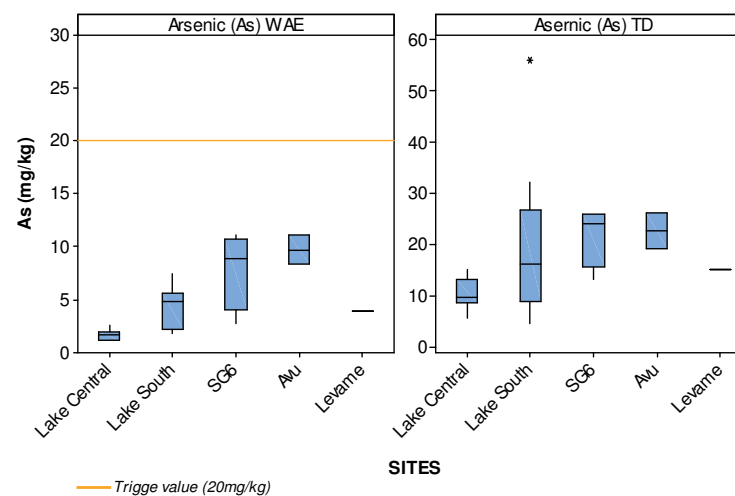 Arsenic (As) WAE
Asernic (As) TD
As (mg/kg)
30
25
20
15
10
5
0
60
50
40
30
20
10
0
*
Lake Central
Lake South
SG6
Avu
Levame
Lake Central
Lake South
SG6
Avu
Levame
SITES
Trigge value (20mg/kg)